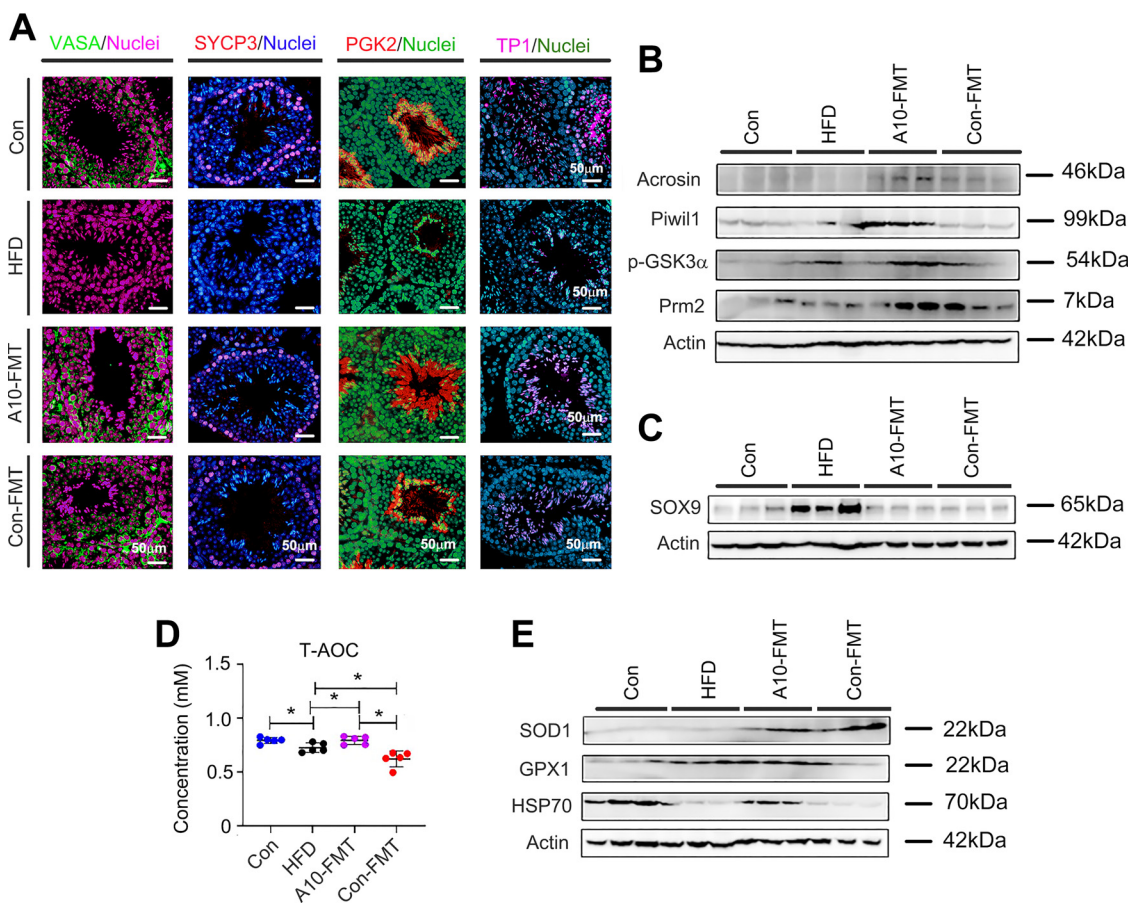 A
VASA/Nuclei
SYCP3/Nuclei
PGK2/Nuclei
TP1/Nuclei
Con
50μm
HFD
50μm
A10-FMT
50μm
Con-FMT
50μm
50μm
50μm
50μm
B
Con
HFD
A10-FMT
Con-FMT
Acrosin
46kDa
Piwil1
99kDa
p-GSK3α
54kDa
Prm2
7kDa
Actin
42kDa
C
Con
HFD
A10-FMT
Con-FMT
SOX9
65kDa
Actin
42kDa
D
T-AOC
Concentration (mM)
1.5
1.0
0.5
0
* * * *
Con
HFD
A10-FMT
Con-FMT
E
Con
HFD
A10-FMT
Con-FMT
SOD1
22kDa
GPX1
22kDa
HSP70
70kDa
Actin
42kDa